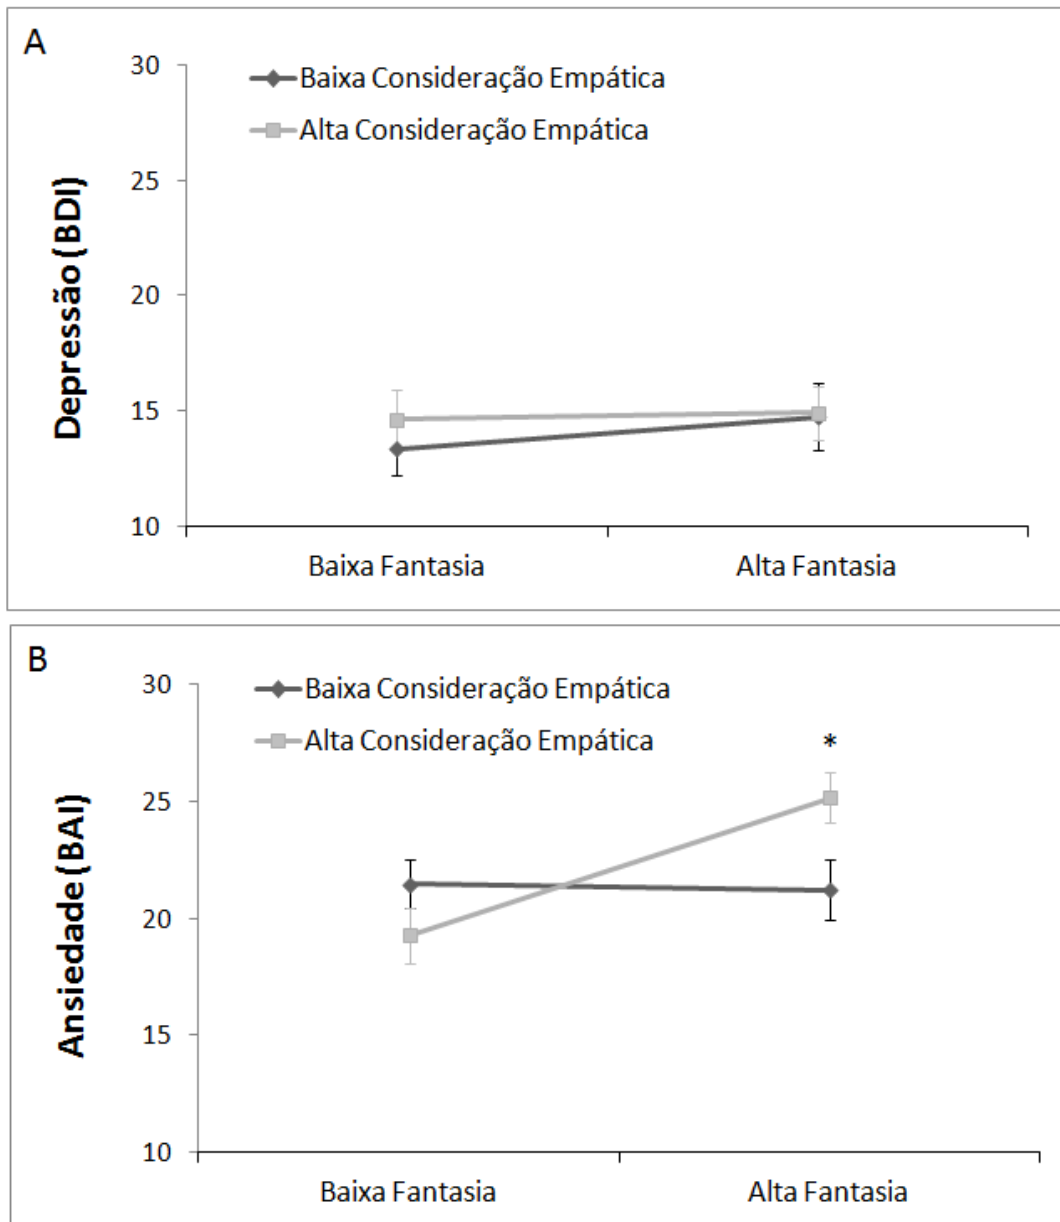 A
30
Baixa Consideração Empática
Alta Consideração Empática
25
Depressão (BDI)
20
15
10
Baixa Fantasia Alta Fantasia
B
30
Baixa Consideração Empática
Alta Consideração Empática
*
25
Ansiedade (BAI)
20
15
10
Baixa Fantasia Alta Fantasia